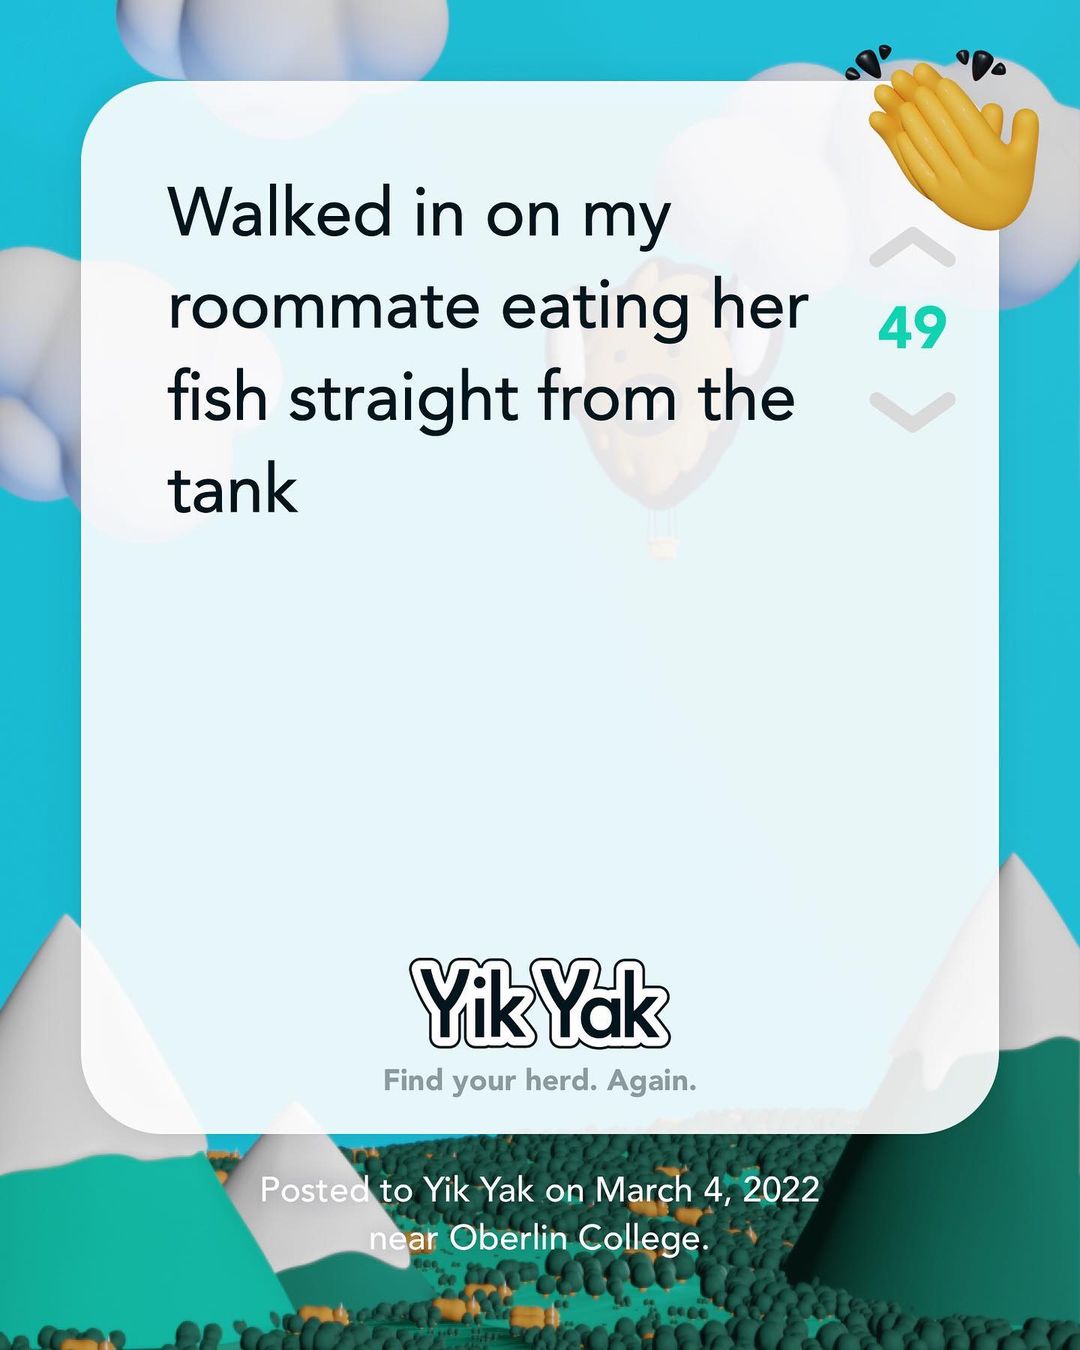 Walked in on my
roommate eating her
fish straight from the
tank
49
Yik Yak
Find your herd. Again.
Posted to Yik Yak on March 4, 2022
near Oberlin College.